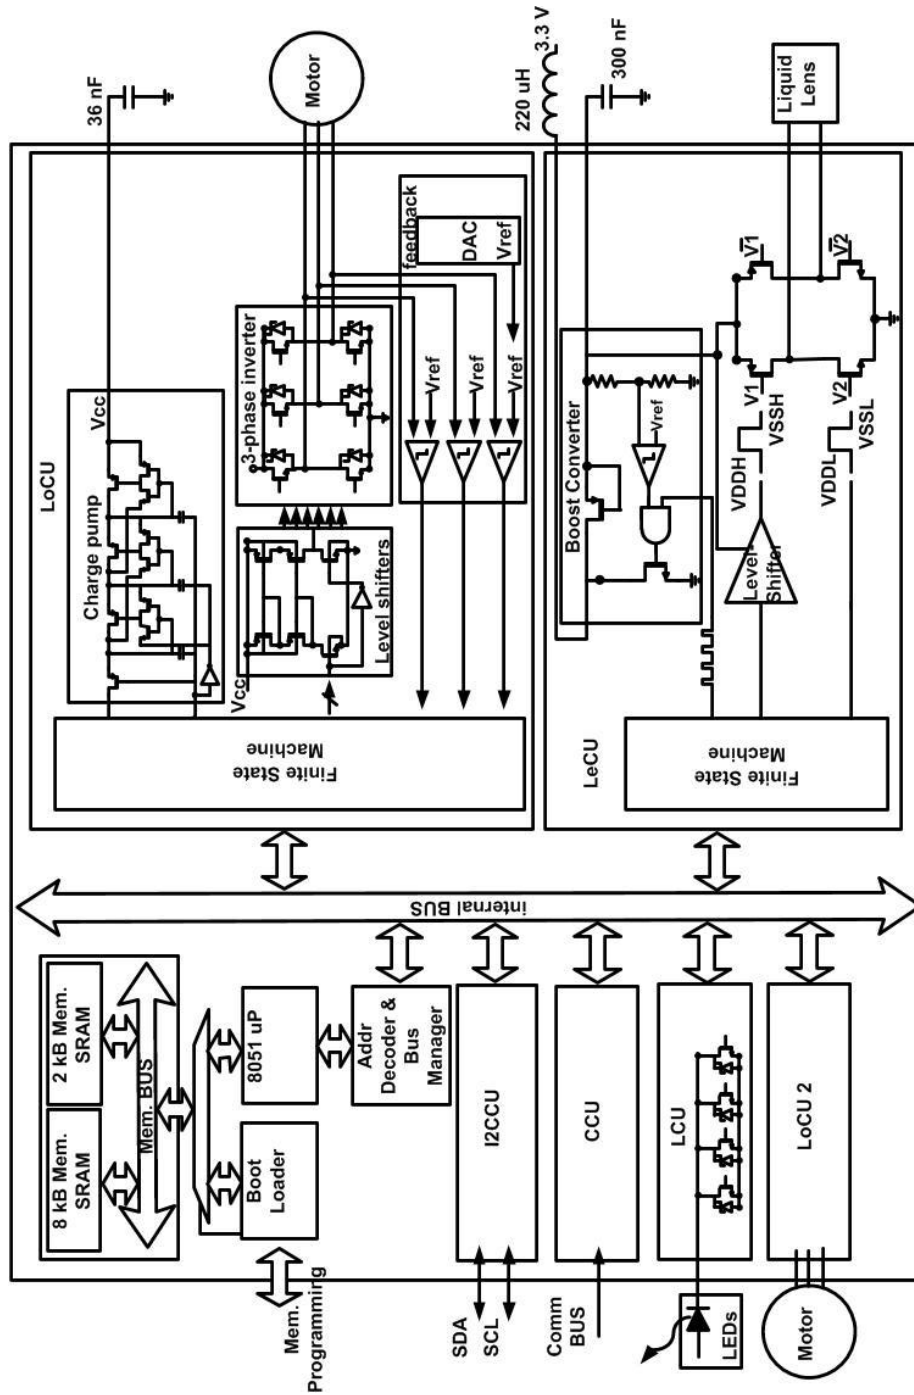 8 kB Mem.
SRAM
2 kB Mem.
SRAM
Mem. BUS
Boot
Loader
8051 uP
Mem.
Programming
Addr
Decoder &
Bus
Manager
SDA
SCL
I2CCU
Comm
BUS
CCU
LEDs
LCU
Motor
LoCU 2
internal BUS
LoCU
Finite State
Machine
Charge pump
Vcc
36 nF
Vcc
Level shifters
3-phase inverter
Motor
feedback
DAC
Vref
Vref
Vref
Vref
LeCU
Finite State
Machine
Boost Converter
Vref
220 uH
3.3 V
300 nF
Level-
Shifter
VDDH
VSSH
VDDL
VSSL
V1
V1
V2
V2
Liquid
Lens